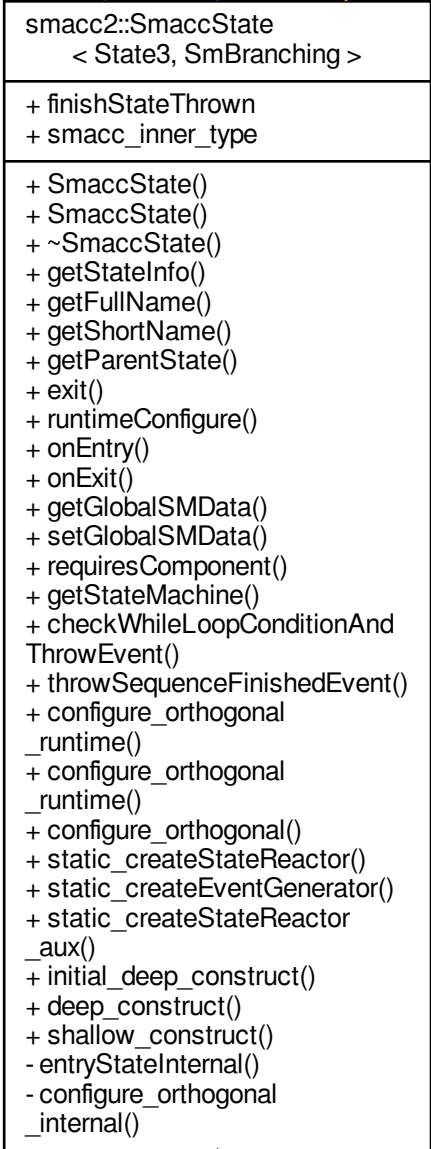 smacc2::SmaccState
< State3, SmBranching >
+ finishStateThrown
+ smacc_inner_type
+ SmaccState()
+ SmaccState()
+ ~SmaccState()
+ getStateInfo()
+ getFullName()
+ getShortName()
+ getParentState()
+ exit()
+ runtimeConfigure()
+ onEntry()
+ onExit()
+ getGlobalSMData()
+ setGlobalSMData()
+ requiresComponent()
+ getStateMachine()
+ checkWhileLoopConditionAnd
ThrowEvent()
+ throwSequenceFinishedEvent()
+ configure_orthogonal
_runtime()
+ configure_orthogonal
_runtime()
+ configure_orthogonal()
+ static_createStateReactor()
+ static_createEventGenerator()
+ static_createStateReactor
_aux()
+ initial_deep_construct()
+ deep_construct()
+ shallow_construct()
- entryStateInternal()
- configure_orthogonal
_internal()